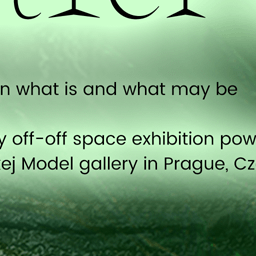 n what is and what may be
y off-off space exhibition pow
ej Model gallery in Prague, Cz